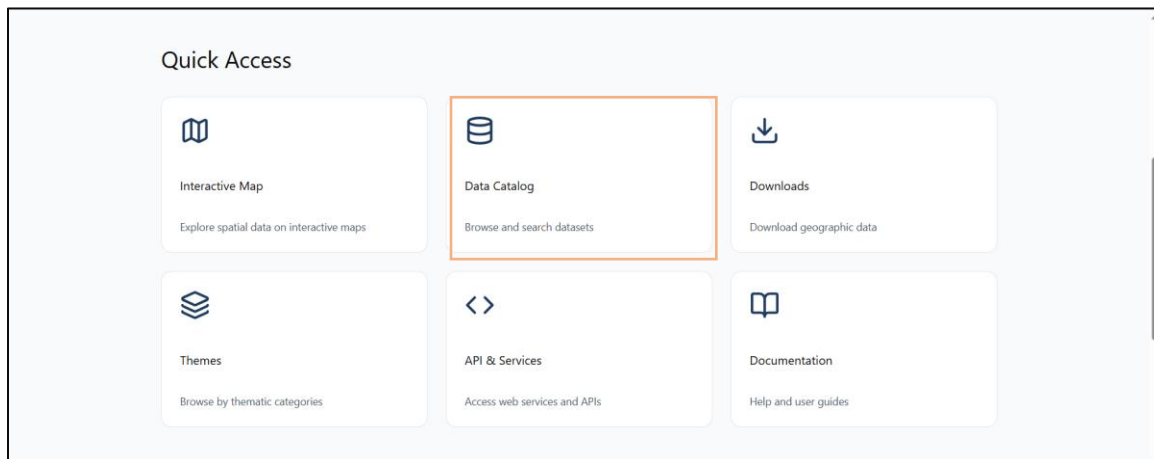 Quick Access
Interactive Map
Explore spatial data on interactive maps
Data Catalog
Browse and search datasets
Downloads
Download geographic data
Themes
Browse by thematic categories
API & Services
Access web services and APIs
Documentation
Help and user guides